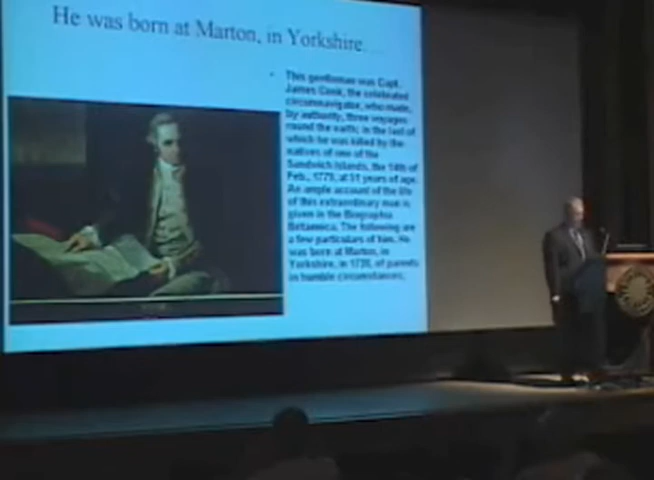 He was born at Marton, in Yorkshire...
This gentleman was Capt.
James Cook, the celebrated
circumnavigator, who made,
by authority, three voyages
round the earth; in the last of
which he was killed by the
natives of one of the
Sandwich Islands, the 14th of
Feb., 1779, at 51 years of age.
An ample account of the life
of this extraordinary man is
given in the Biographia
Britannica. The following are
a few particulars of him. He
was born at Marton, in
Yorkshire, in 1728, of parents
in humble circumstances;